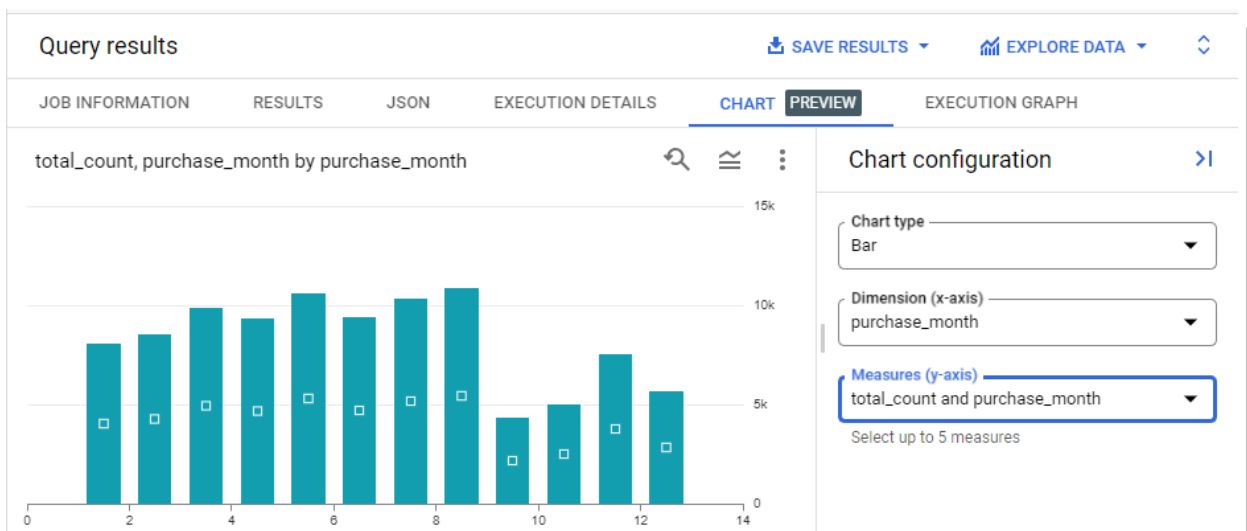 Query results
SAVE RESULTS
EXPLORE DATA
JOB INFORMATION
RESULTS
JSON
EXECUTION DETAILS
CHART PREVIEW
EXECUTION GRAPH
total_count, purchase_month by purchase_month
15k
10k
5k
0
0 2 4 6 8 10 12 14
Chart configuration
Chart type
Bar
Dimension (x-axis)
purchase_month
Measures (y-axis)
total_count and purchase_month
Select up to 5 measures